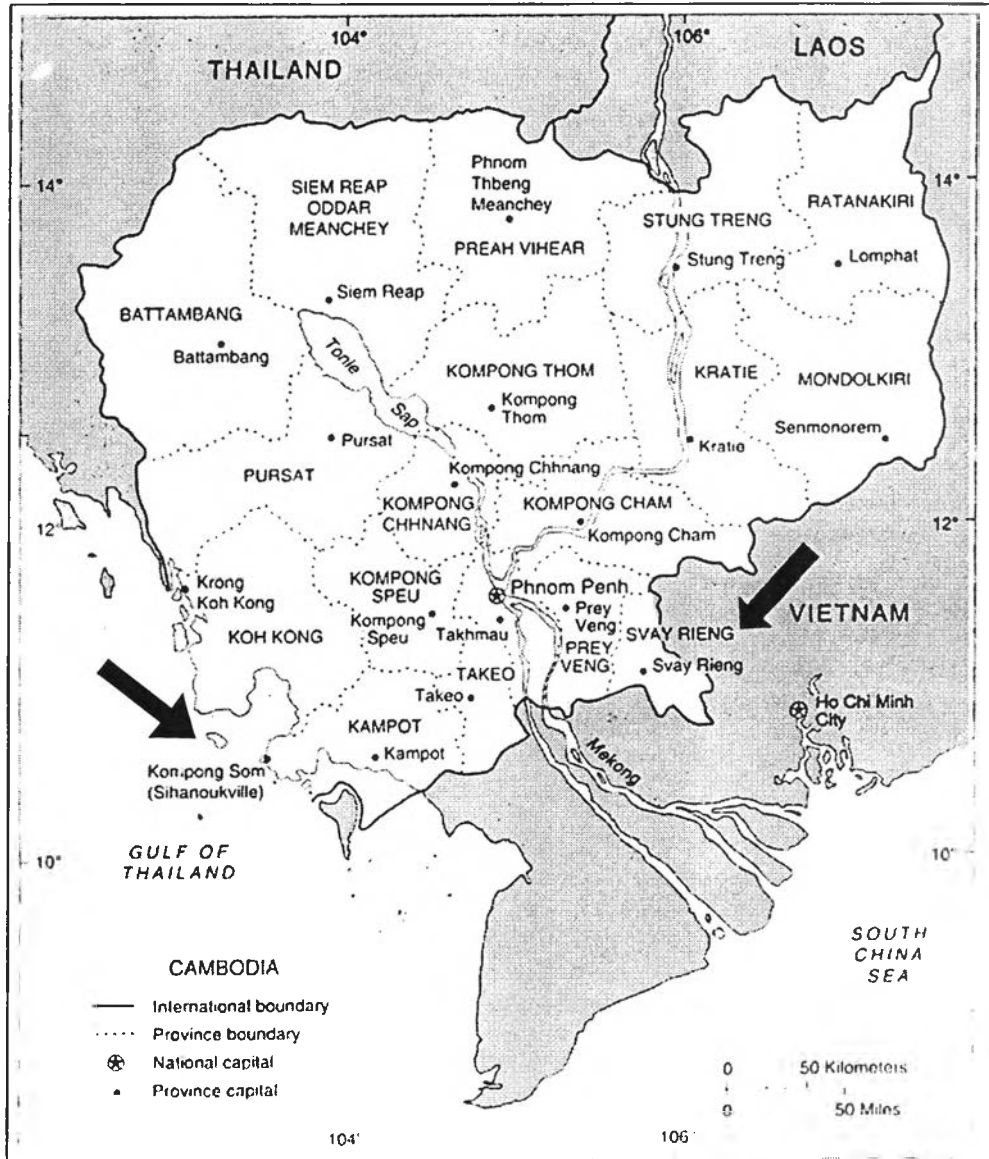 104°
106°
THAILAND
LAOS
14°
14°
Phnom
Thbeng
Meanchey
SIEM REAP
ODDAR
MEANCHEY
PREAH VIHEAR
STUNG TRENG
RATANAKIRI
Stung Treng
Lomphat
Siem Reap
BATTAMBANG
Battambang
Tonle
Sap
KOMPONG THOM
Kompong
Thom
KRATIE
MONDOLKIRI
Senmonorem
Pursat
Kratie
PURSAT
Kompong Chhnang
KOMPONG
CHHNANG
KOMPONG CHAM
Kompong Cham
12°
12°
Krong
Koh Kong
KOH KONG
KOMPONG
SPEU
Kompong
Speu
Phnom Penh
Takhmau
Prey
Veng
PREY
VENG
SVAY RIENG
Svay Rieng
VIETNAM
TAKEO
Takeo
Ho Chi Minh
City
KAMPOT
Kampot
Kompong Som
(Sihanoukville)
Mekong
10°
10°
GULF OF
THAILAND
SOUTH
CHINA
SEA
CAMBODIA
International boundary
Province boundary
National capital
Province capital
0 50 Kilometers
0 50 Miles
104°
106